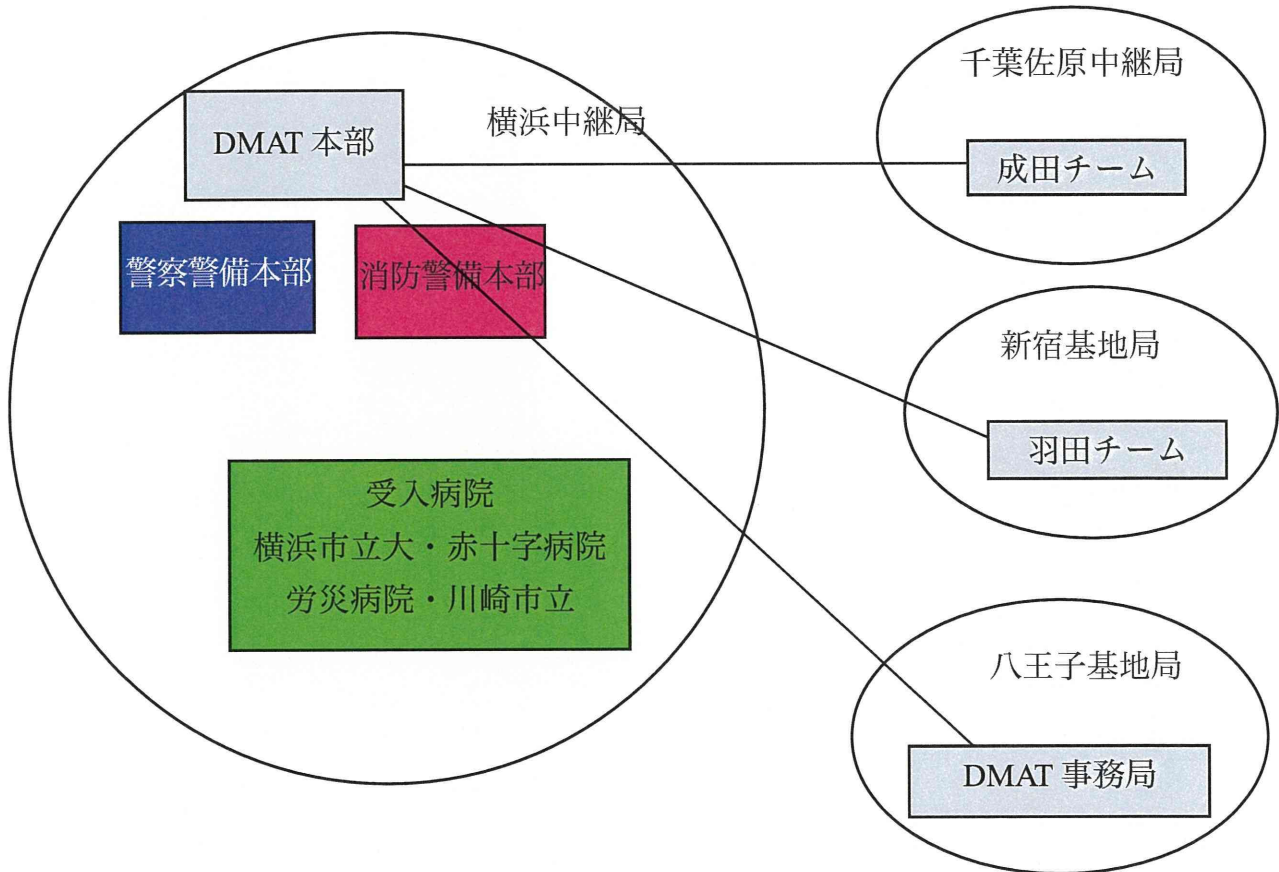 横浜中継局
DMAT 本部
警察警備本部
消防警備本部
受入病院
横浜市立大・赤十字病院
労災病院・川崎市立
千葉佐原中継局
成田チーム
新宿基地局
羽田チーム
八王子基地局
DMAT 事務局